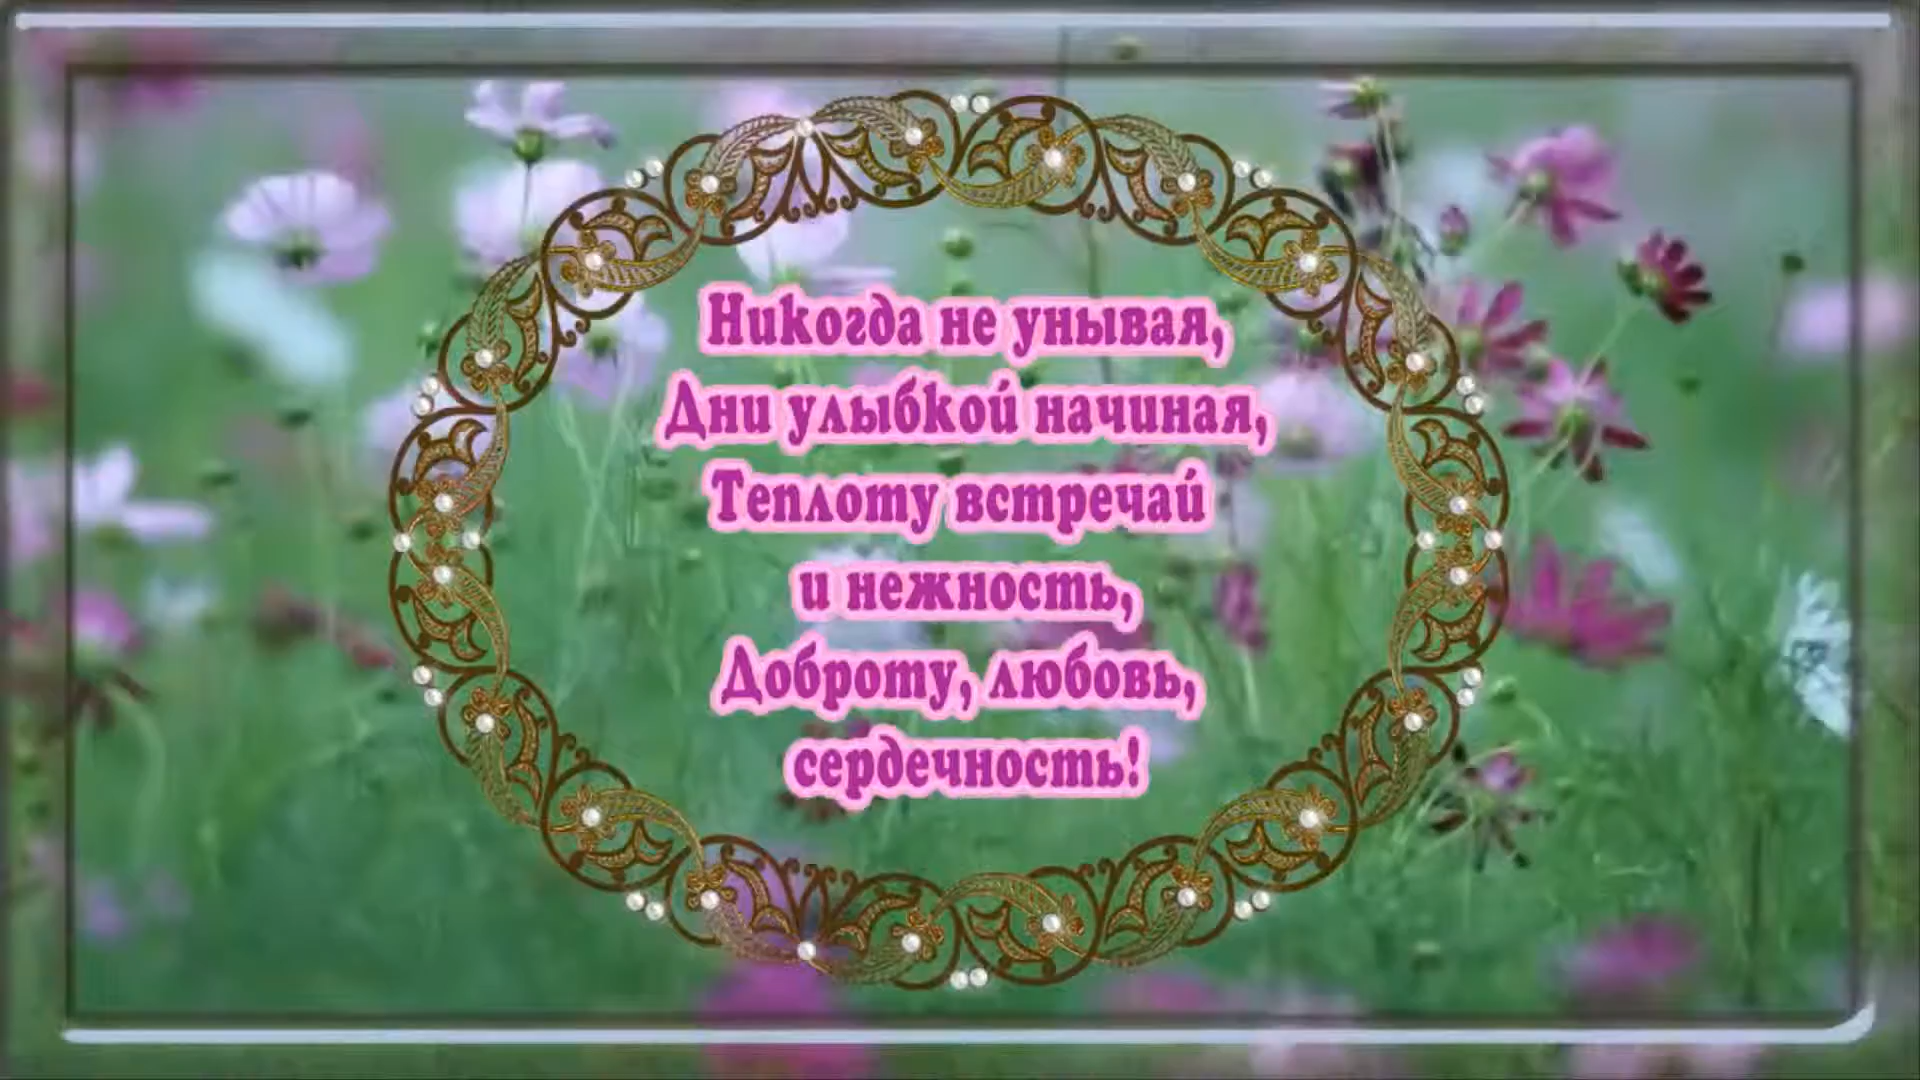 Никогда не унывая,
Дни улыбкой начиная,
Теплоту встречай
и нежность,
Доброту, любовь,
сердечность!